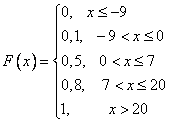 F(x) =
0, x ≤ -9
0,1, -9 < x ≤ 0
0,5, 0 < x ≤ 7
0,8, 7 < x ≤ 20
1, x > 20